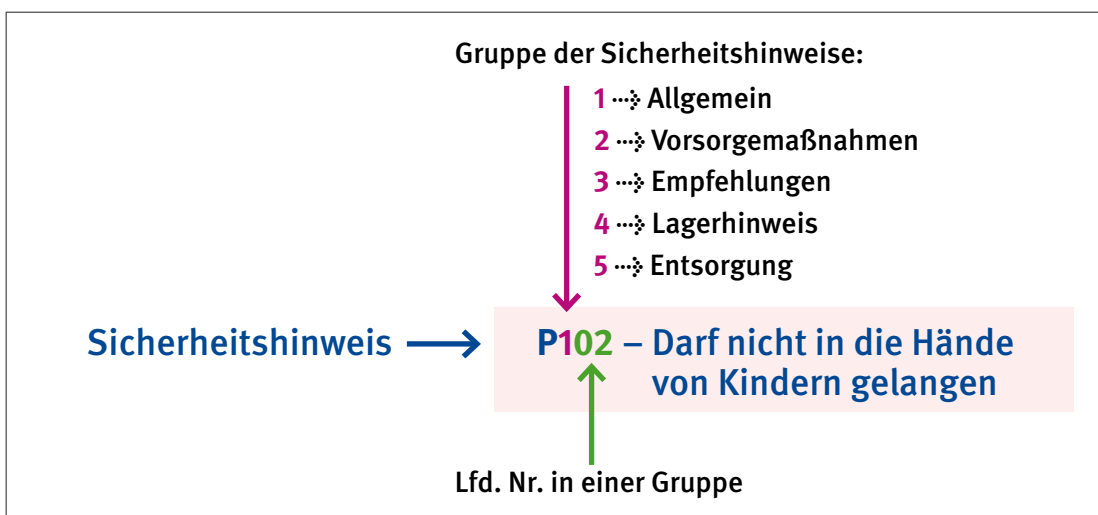 Gruppe der Sicherheitshinweise:
1 ···› Allgemein
2 ···› Vorsorgemaßnahmen
3 ···› Empfehlungen
4 ···› Lagerhinweis
5 ···› Entsorgung
Sicherheitshinweis → P102 – Darf nicht in die Hände
von Kindern gelangen
Lfd. Nr. in einer Gruppe